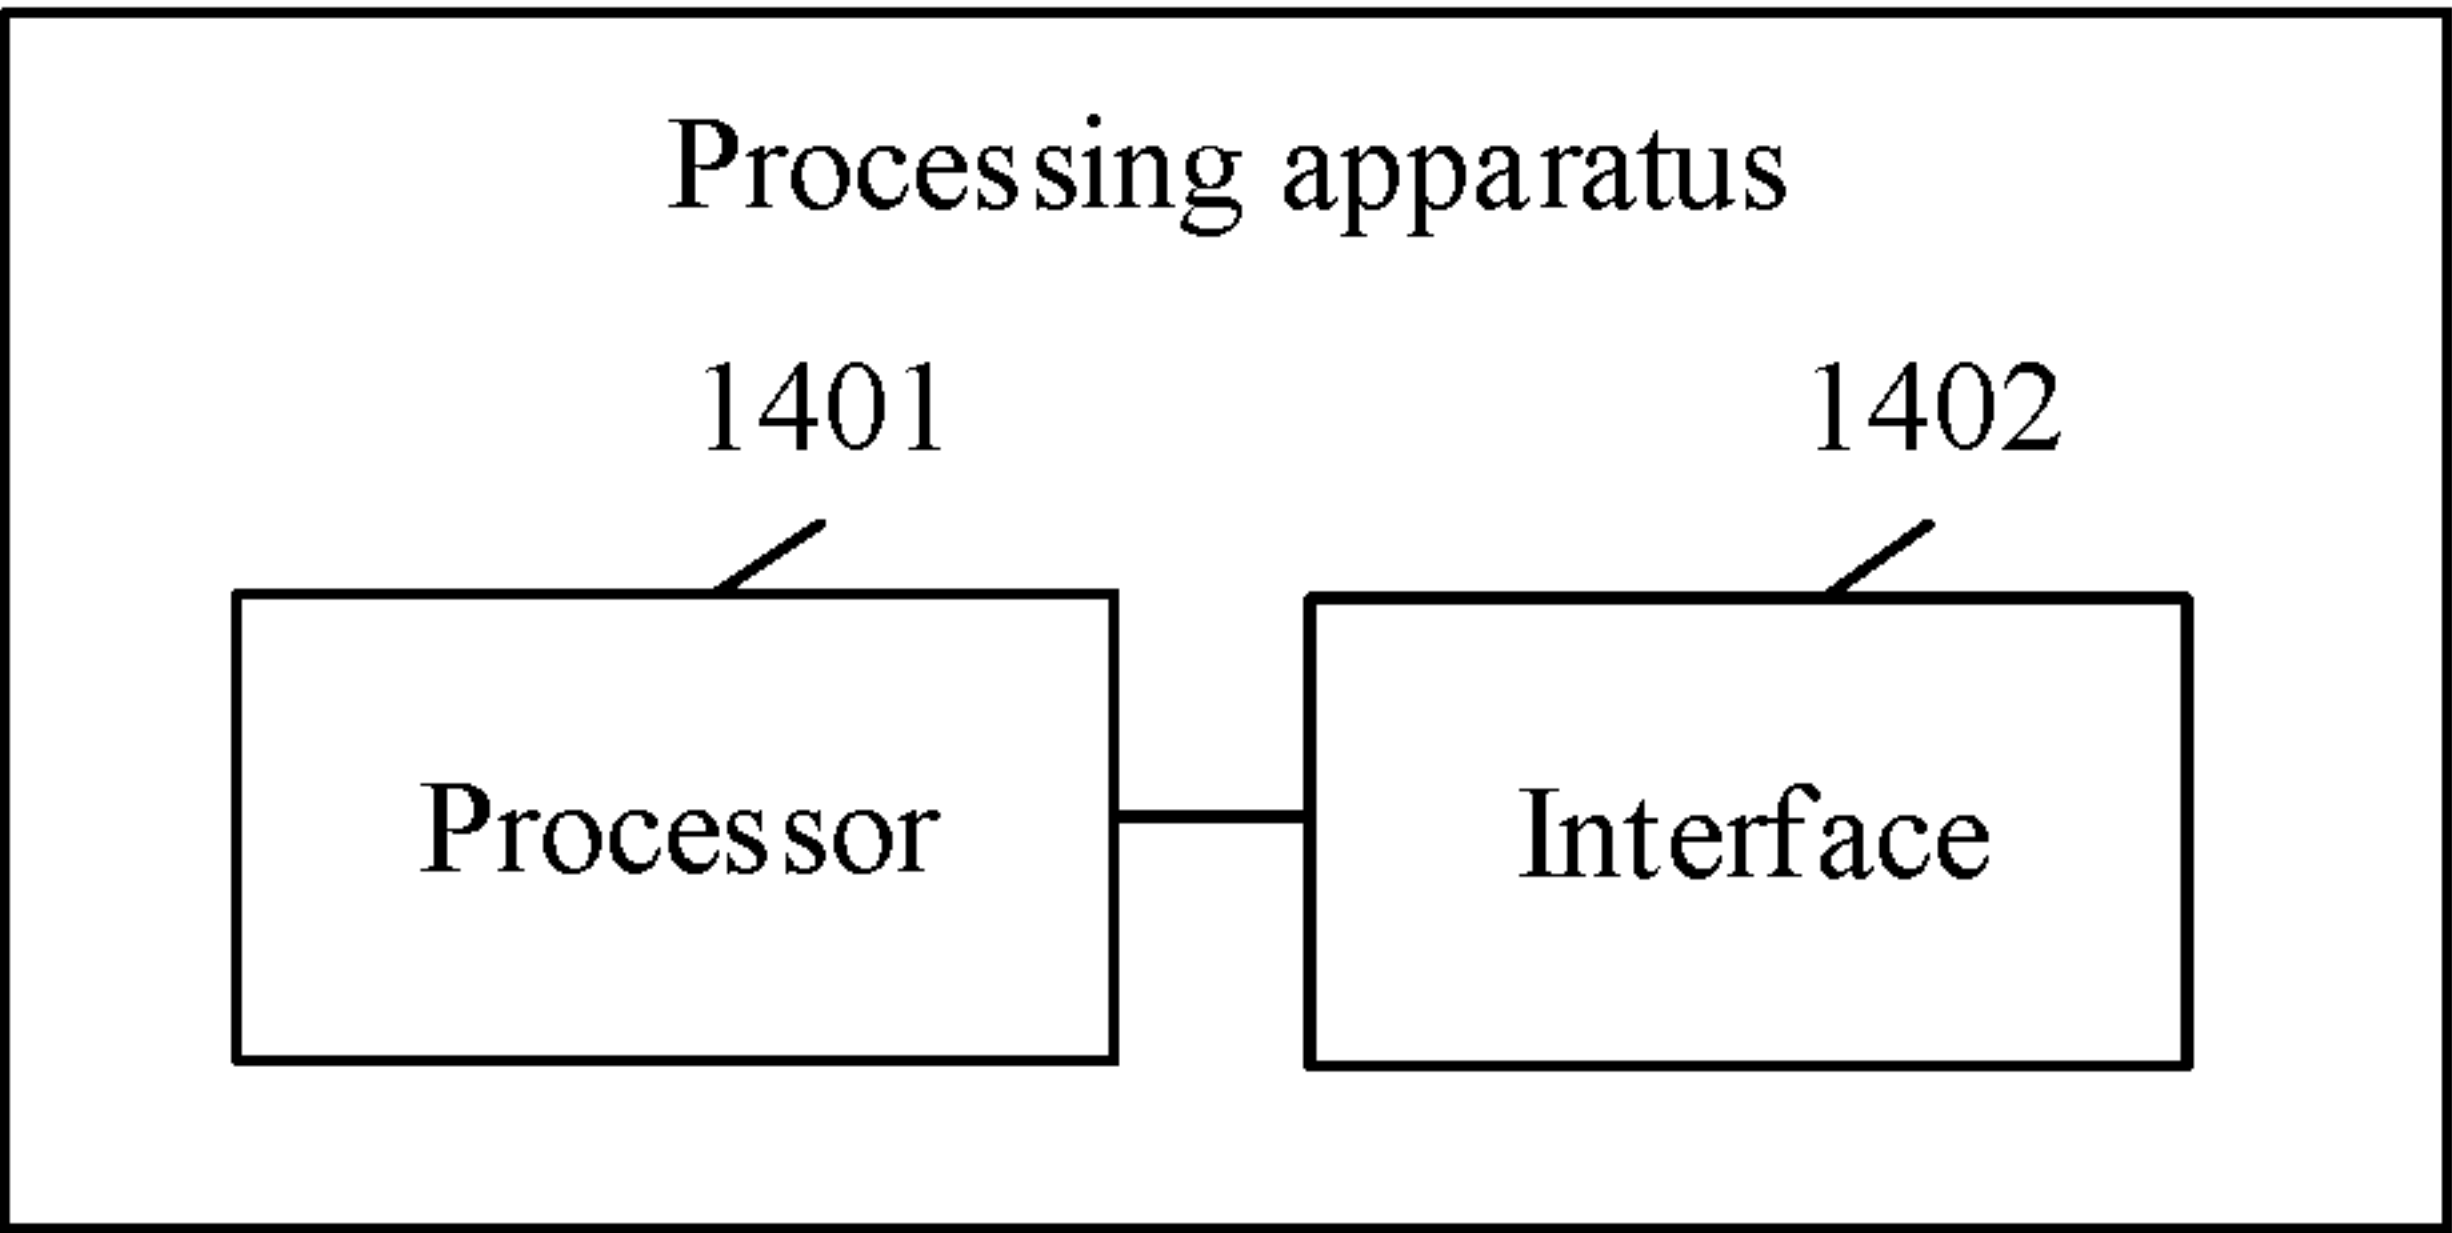 Processing apparatus
1401
1402
Processor
Interface